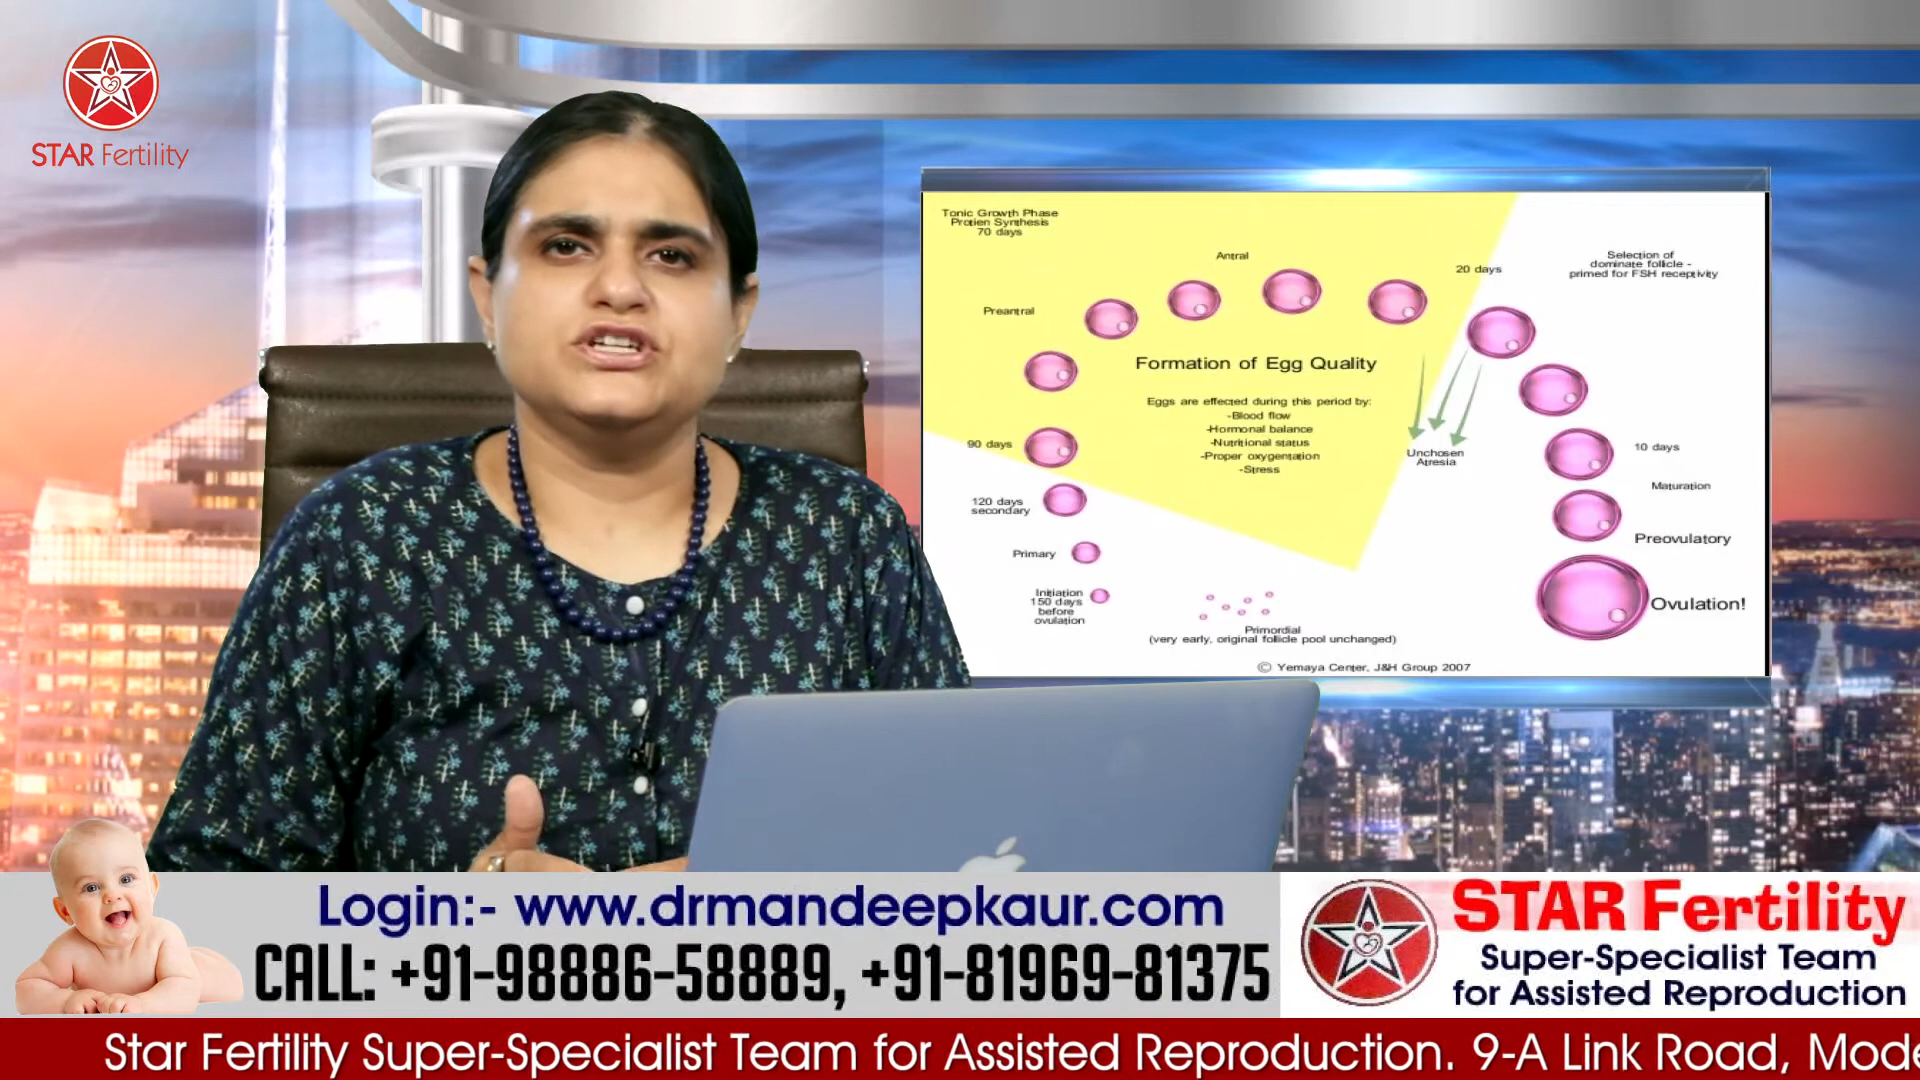 STAR Fertility
Tonic Growth Phase
Protien Synthesis
70 days
Antral
20 days
Selection of
dominate follicle -
primed for FSH receptivity
Preantral
Formation of Egg Quality
Eggs are effected during this period by:
-Blood flow
-Hormonal balance
-Nutritional status
-Proper oxygentation
-Stress
90 days
Unchosen
Atresia
10 days
Maturation
120 days
secondary
Preovulatory
Primary
Initiation
150 days
before
ovulation
Ovulation!
Primordial
(very early, original follicle pool unchanged)
© Yemaya Center, J&H Group 2007
Login:- www.drmandeepkaur.com
CALL: +91-98886-58889, +91-81969-81375
STAR Fertility
Super-Specialist Team
for Assisted Reproduction
Star Fertility Super-Specialist Team for Assisted Reproduction. 9-A Link Road, Mode